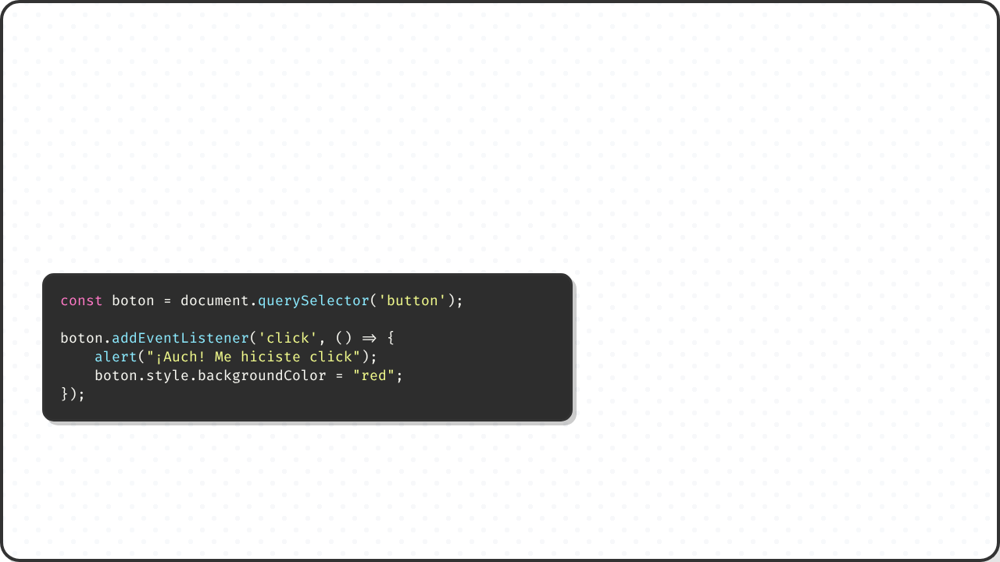 const boton = document.querySelector('button');
boton.addEventListener('click', () => {
    alert("¡Auch! Me hiciste click");
    boton.style.backgroundColor = "red";
});